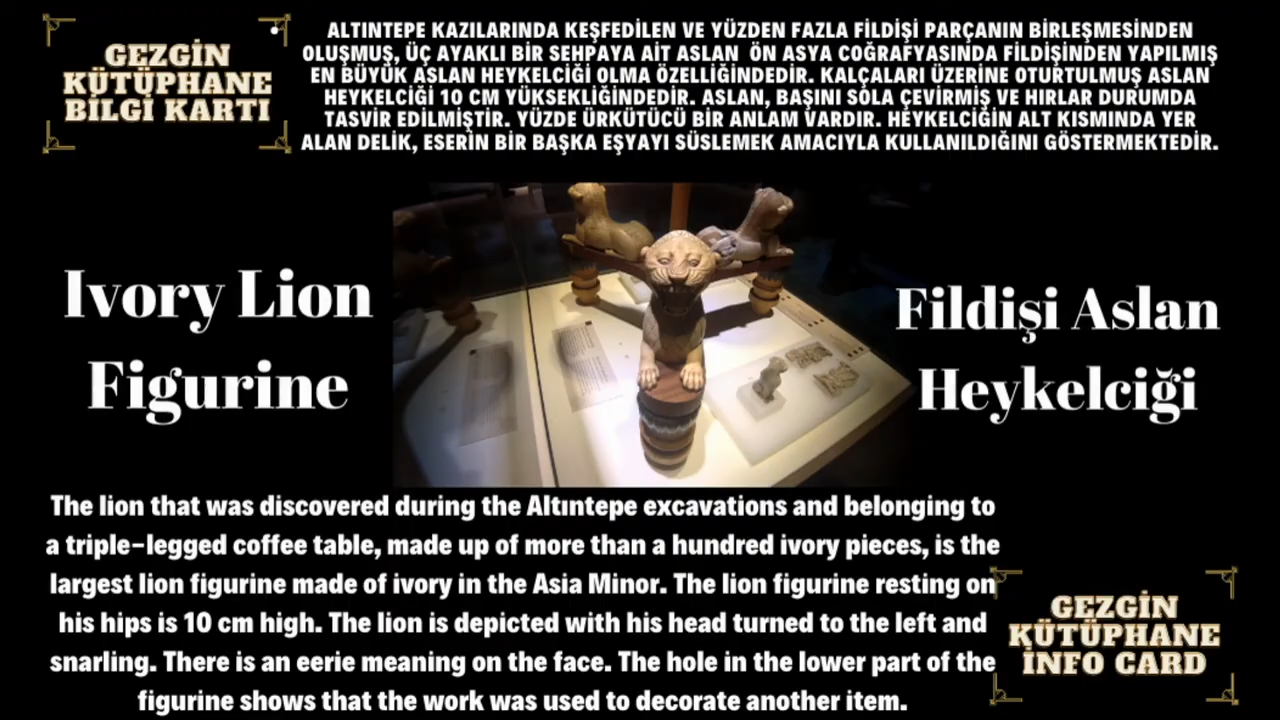 GEZGİN
KÜTÜPHANE
BİLGİ KARTI
ALTINTEPE KAZILARINDA KEŞFEDİLEN VE YÜZDEN FAZLA FİLDİŞİ PARÇANIN BİRLEŞMESİNDEN
OLUŞMUŞ, ÜÇ AYAKLI BİR SEHPAYA AİT ASLAN ÖN ASYA COĞRAFYASINDA FİLDİŞİNDEN YAPILMIŞ
EN BÜYÜK ASLAN HEYKELCİĞİ OLMA ÖZELLİĞİNDEDİR. KALÇALARI ÜZERİNE OTURTULMUŞ ASLAN
HEYKELCİĞİ 10 CM YÜKSEKLİĞİNDEDİR. ASLAN, BAŞINI SOLA ÇEVİRMİŞ VE HIRLAR DURUMDA
TASVİR EDİLMİŞTİR. YÜZDE ÜRKÜTÜCÜ BİR ANLAM VARDIR. HEYKELCİĞİN ALT KISMINDA YER
ALAN DELİK, ESERİN BİR BAŞKA EŞYAYI SÜSLEMEK AMACIYLA KULLANILDIĞINI GÖSTERMEKTEDİR.
Ivory Lion
Figurine
Fildişi Aslan
Heykelciği
The lion that was discovered during the Altıntepe excavations and belonging to
a triple-legged coffee table, made up of more than a hundred ivory pieces, is the
largest lion figurine made of ivory in the Asia Minor. The lion figurine resting on
his hips is 10 cm high. The lion is depicted with his head turned to the left and
snarling. There is an eerie meaning on the face. The hole in the lower part of the
figurine shows that the work was used to decorate another item.
GEZGİN
KÜTÜPHANE
İNFO CARD